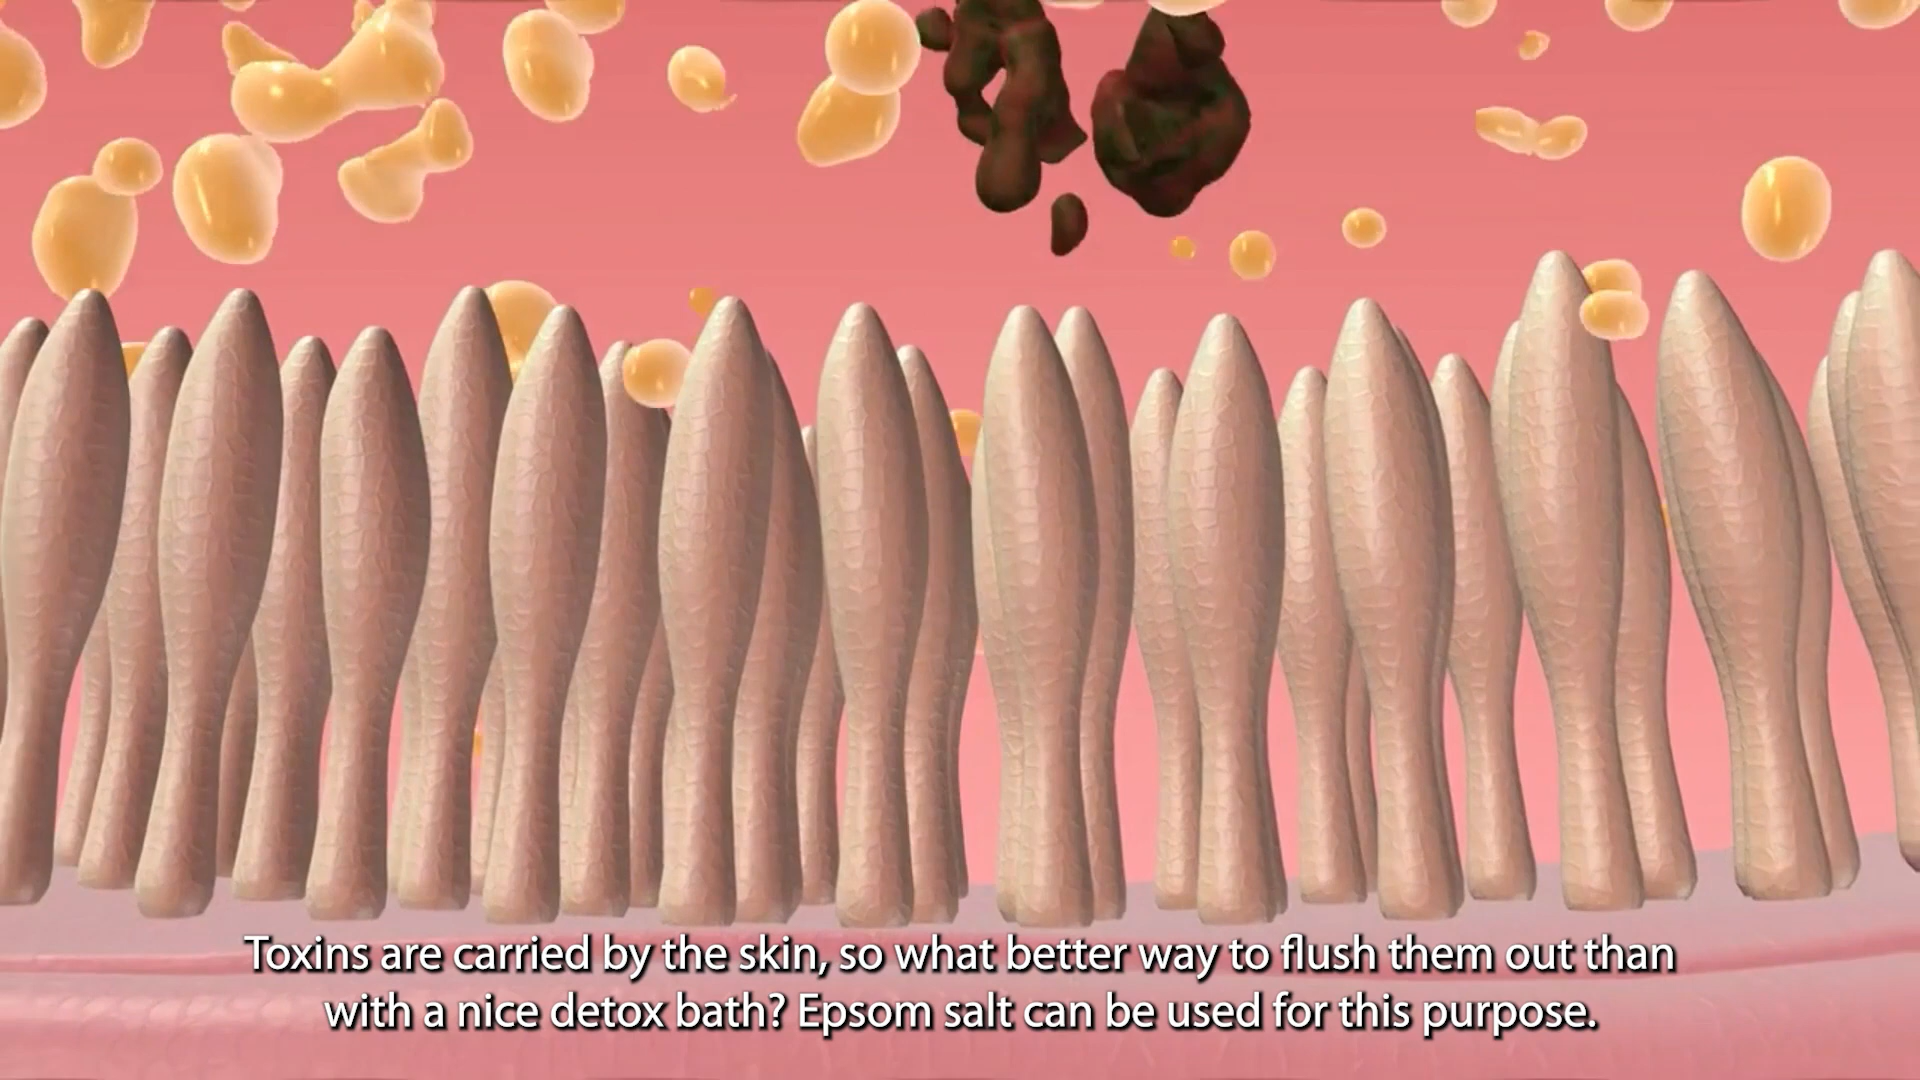 Toxins are carried by the skin, so what better way to flush them out than
with a nice detox bath? Epsom salt can be used for this purpose.